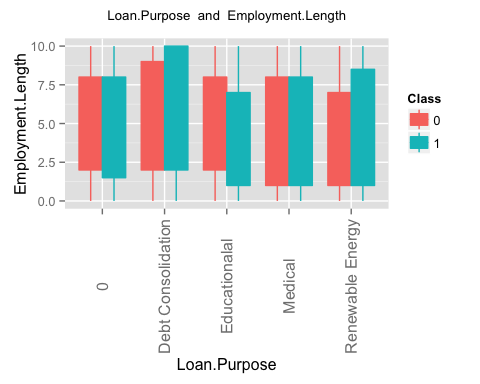 Loan.Purpose and Employment.Length
Employment.Length
10.0
7.5
5.0
2.5
0.0
0
Debt Consolidation
Educationalal
Medical
Renewable Energy
Loan.Purpose
Class
0
1